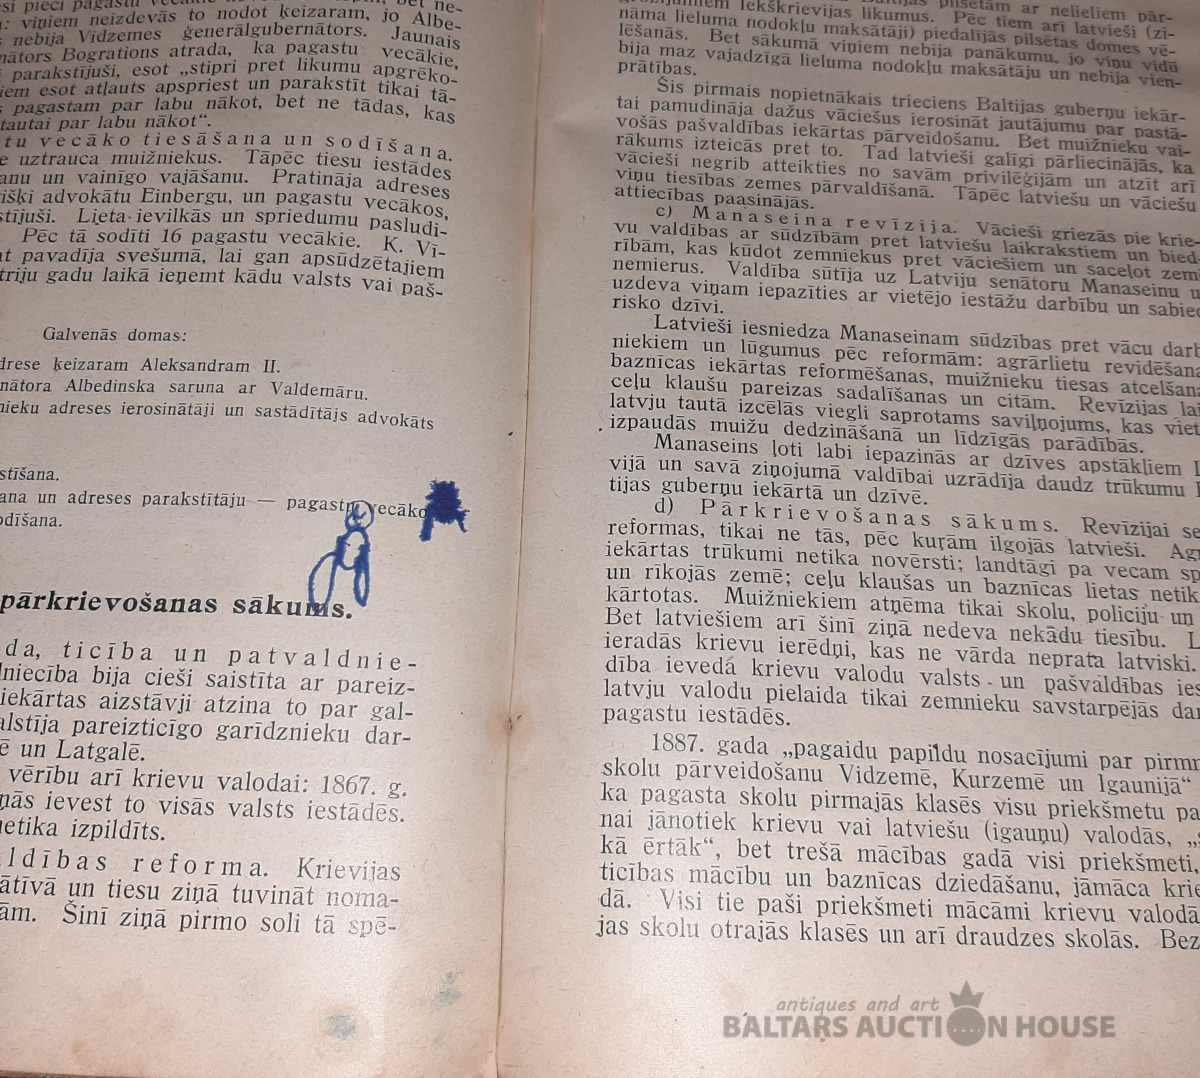 si pieci pagastu vecākie
: viņiem neizdevās to nodot ķeizaram, jo Albe-
s nebija Vidzemes ģenerālgubernātors. Jaunais
nātors Bogrations atrada, ka pagastu vecākie,
parakstījuši, esot „stipri pret likumu apgrēko-
iem esot atļauts apspriest un parakstīt tikai tā-
s pagastam par labu nākot, bet ne tādas, kas
tautai par labu nākot“.
tu vecāko tiesāšana un sodīšana.
e uztrauca muižniekus. Tāpēc tiesu iestādes
anu un vainīgo vajāšanu. Pratināja adreses
išķi advokātu Einbergu, un pagastu vecākos,
stījuši. Lieta ievilkās un spriedumu pasludi-
Pēc tā sodīti 16 pagastu vecākie. K. Vī-
at pavadīja svešumā, lai gan apsūdzētajiem
triju gadu laikā ieņemt kādu valsts vai paš-
Galvenās domas:
drese ķeizaram Aleksandram II.
nātora Albedinska saruna ar Valdemāru.
nieku adreses ierosinātāji un sastādītājs advokāts
stīšana.
ana un adreses parakstītāju — pagastu vecāko
odīšana.
pārkrievošanas sākums.
da, ticība un patvaldnie-
lniecība bija cieši saistīta ar pareiz-
iekārtas aizstāvji atzina to par gal-
alstīja pareizticīgo garīdznieku dar-
ē un Latgalē.
vērību arī krievu valodai: 1867. g.
ņās ievest to visās valsts iestādēs.
netika izpildīts.
aldības reforma. Krievijas
ātīvā un tiesu ziņā tuvināt noma-
ām. Šinī ziņā pirmo soli tā spē-
pilsētām ar nelieliem pār-
grozījumiem Iekškrievijas likumus. Pēc tiem arī latvieši (zi-
nāma lieluma nodokļu maksātāji) piedalījās pilsētas domes vē-
lēšanās. Bet sākumā viņiem nebija panākumu, jo viņu vidū
bija maz vajadzīgā lieluma nodokļu maksātāju un nebija vien-
prātības.
Šis pirmais nopietnākais trieciens Baltijas guberņu iekār-
tai pamudināja dažus vāciešus ierosināt jautājumu par pastā-
vošās pašvaldības iekārtas pārveidošanu. Bet muižnieku vai-
rākums izteicās pret to. Tad latvieši galīgi pārliecinājās, ka
vācieši negrib atteikties no savām privilēģijām un atzīt arī
viņu tiesības zemes pārvaldīšanā. Tāpēc latviešu un vāciešu
attiecības paasinājās.
c) Manaseina revīzija. Vācieši griezās pie krie-
vu valdības ar sūdzībām pret latviešu laikrakstiem un bied-
rībām, kas kūdot zemniekus pret vāciešiem un saceļot zem
nemierus. Valdība sūtīja uz Latviju senātoru Manaseinu u
uzdeva viņam iepazīties ar vietējo iestāžu darbību un sabied
risko dzīvi.
Latvieši iesniedza Manaseinam sūdzības pret vācu darb
niekiem un lūgumus pēc reformām: agrārlietu revidēšana
baznīcas iekārtas reformēšanas, muižnieku tiesas atcelšana
ceļu klaušu pareizas sadalīšanas un citām. Revīzijas lai
latvju tautā izcēlās viegli saprotams saviļņojums, kas viet
izpaudās muižu dedzināšanā un līdzīgās parādībās.
Manaseins ļoti labi iepazinās ar dzīves apstākļiem L
vijā un savā ziņojumā valdībai uzrādīja daudz trūkumu
tijas guberņu iekārtā un dzīvē.
d) Pārkrievošanas sākums. Revīzijai se
reformas, tikai ne tās, pēc kuŗām ilgojās latvieši. Agr
iekārtas trūkumi netika novērsti; landtāgi pa vecam sp
un rīkojās zemē; ceļu klaušas un baznīcas lietas netik
kārtotas. Muižniekiem atņēma tikai skolu, policiju un
Bet latviešiem arī šinī ziņā nedeva nekādu tiesību. L
ieradās krievu ierēdņi, kas ne vārda neprata latviski.
dība ieveda krievu valodu valsts un pašvaldības ies
latvju valodu pielaida tikai zemnieku savstarpējās dar
pagastu iestādēs.
1887. gada „pagaidu papildu nosacījumi par pirmm
skolu pārveidošanu Vidzemē, Kurzemē un Igaunijā“
ka pagasta skolu pirmajās klasēs visu priekšmetu pa
nai jānotiek krievu vai latviešu (igauņu) valodās, „
kā ērtāk“, bet trešā mācības gadā visi priekšmeti,
ticības mācību un baznīcas dziedāšanu, jāmāca krie
dā. Visi tie paši priekšmeti mācāmi krievu valodā
jas skolu otrajās klasēs un arī draudzes skolās. Bez
antiques and art
BALTARS AUCTION HOUSE